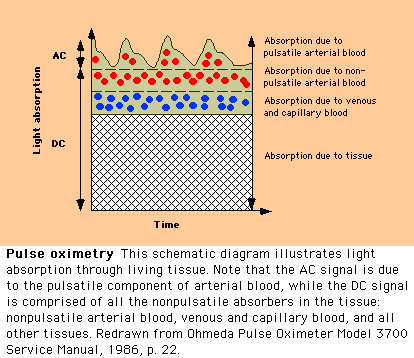 AC
DC
Light absorption
Absorption due to
pulsatile arterial blood
Absorption due to non-
pulsatile arterial blood
Absorption due to venous
and capillary blood
Absorption due to tissue
Time
Pulse oximetry This schematic diagram illustrates light
absorption through living tissue. Note that the AC signal is due
to the pulsatile component of arterial blood, while the DC signal
is comprised of all the nonpulsatile absorbers in the tissue:
nonpulsatile arterial blood, venous and capillary blood, and all
other tissues. Redrawn from Ohmeda Pulse Oximeter Model 3700
Service Manual, 1986, p. 22.